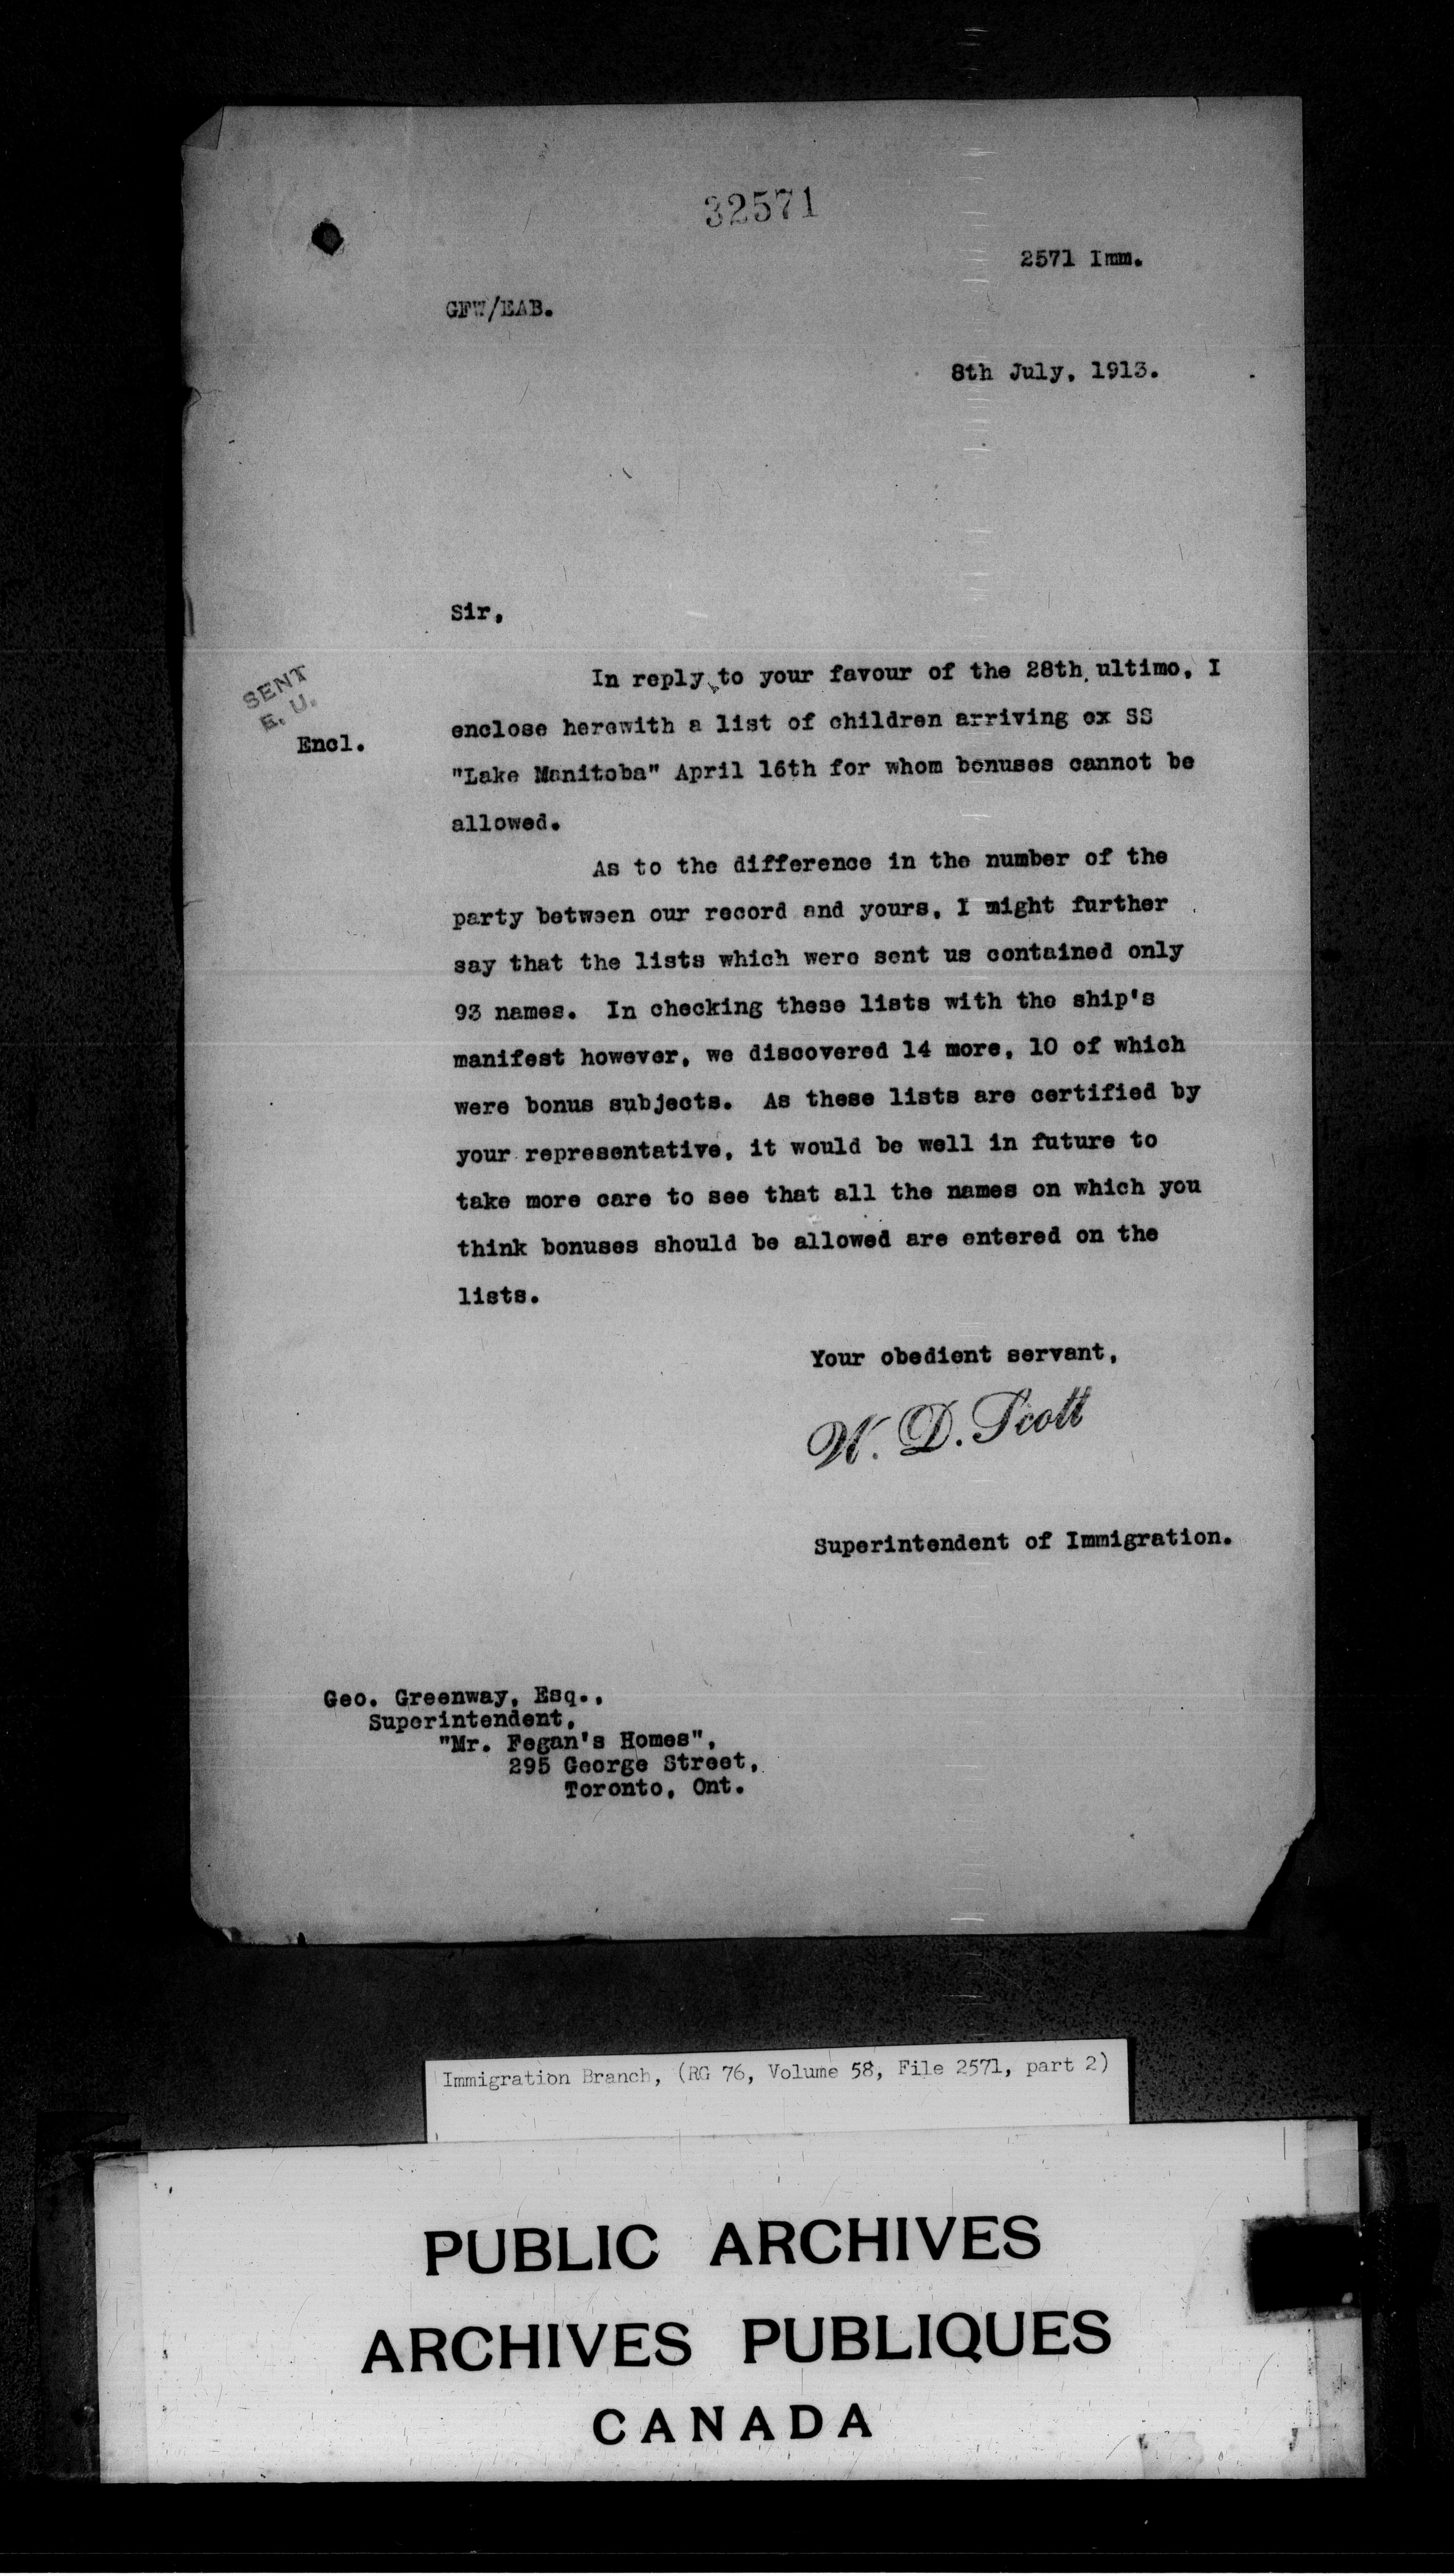 32571
2571 Imm.
GFW/EAB.
8th July, 1913.
Sir,
In reply to your favour of the 28th ultimo, I
enclose herewith a list of children arriving ex SS
"Lake Manitoba" April 16th for whom bonuses cannot be
allowed.
SENT
E. U.
Encl.
As to the difference in the number of the
party between our record and yours, I might further
say that the lists which were sent us contained only
93 names. In checking these lists with the ship's
manifest however, we discovered 14 more, 10 of which
were bonus subjects. As these lists are certified by
your representative, it would be well in future to
take more care to see that all the names on which you
think bonuses should be allowed are entered on the
lists.
Your obedient servant,
W. D. Scott
Superintendent of Immigration.
Geo. Greenway, Esq.,
Superintendent,
"Mr. Fegan's Homes",
295 George Street,
Toronto, Ont.
Immigration Branch, (RG 76, Volume 58, File 2571, part 2)
PUBLIC ARCHIVES
ARCHIVES PUBLIQUES
CANADA